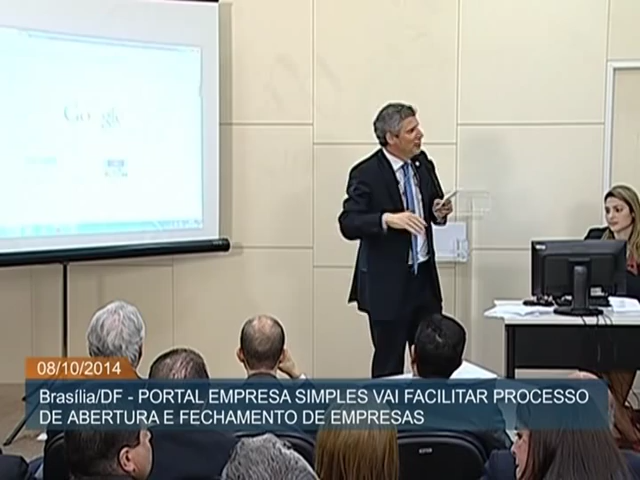 Google
08/10/2014
Brasília/DF - PORTAL EMPRESA SIMPLES VAI FACILITAR PROCESSO
DE ABERTURA E FECHAMENTO DE EMPRESAS